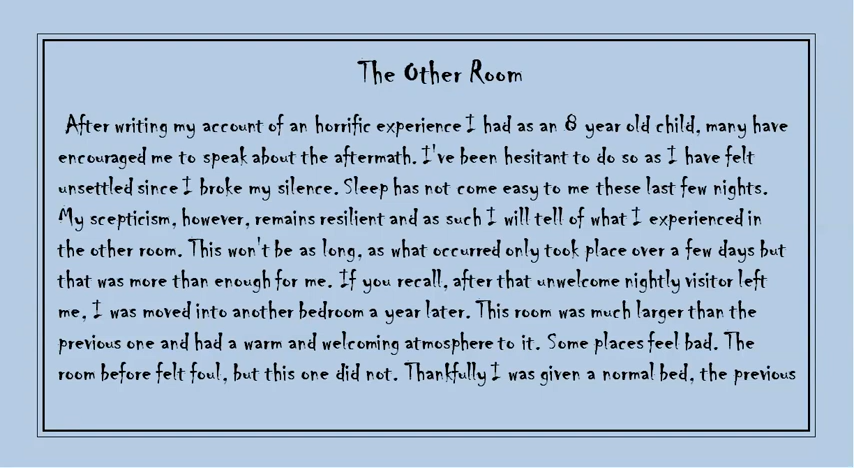 The Other Room
After writing my account of an horrific experience I had as an 8 year old child, many have
encouraged me to speak about the aftermath. I've been hesitant to do so as I have felt
unsettled since I broke my silence. Sleep has not come easy to me these last few nights.
My scepticism, however, remains resilient and as such I will tell of what I experienced in
the other room. This won't be as long, as what occurred only took place over a few days but
that was more than enough for me. If you recall, after that unwelcome nightly visitor left
me, I was moved into another bedroom a year later. This room was much larger than the
previous one and had a warm and welcoming atmosphere to it. Some places feel bad. The
room before felt foul, but this one did not. Thankfully I was given a normal bed, the previous